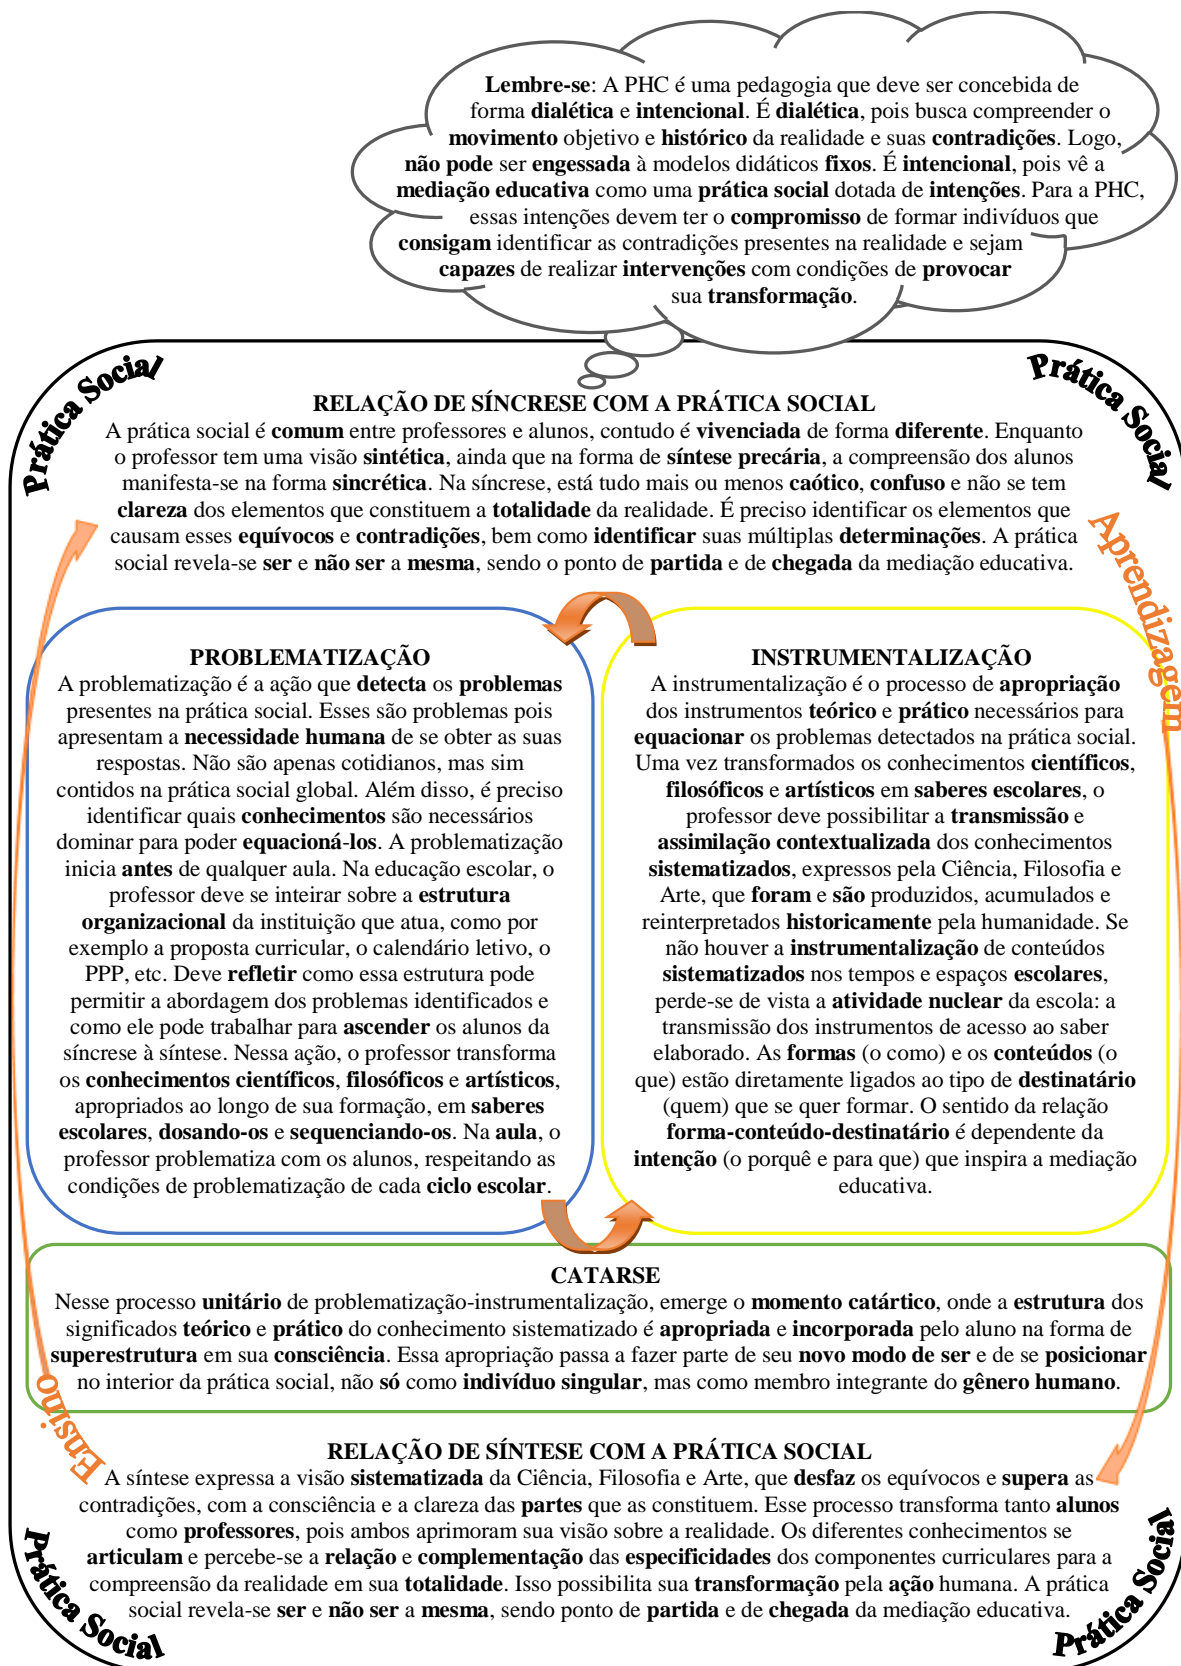 Lembre-se: A PHC é uma pedagogia que deve ser concebida de
forma dialética e intencional. É dialética, pois busca compreender o
movimento objetivo e histórico da realidade e suas contradições. Logo,
não pode ser engessada à modelos didáticos fixos. É intencional, pois vê a
mediação educativa como uma prática social dotada de intenções. Para a PHC,
essas intenções devem ter o compromisso de formar indivíduos que
consigam identificar as contradições presentes na realidade e sejam
capazes de realizar intervenções com condições de provocar
sua transformação.
Prática Social
Prática Social
RELAÇÃO DE SÍNCRESE COM A PRÁTICA SOCIAL
A prática social é comum entre professores e alunos, contudo é vivenciada de forma diferente. Enquanto
o professor tem uma visão sintética, ainda que na forma de síntese precária, a compreensão dos alunos
manifesta-se na forma sincrética. Na síncrese, está tudo mais ou menos caótico, confuso e não se tem
clareza dos elementos que constituem a totalidade da realidade. É preciso identificar os elementos que
causam esses equívocos e contradições, bem como identificar suas múltiplas determinações. A prática
social revela-se ser e não ser a mesma, sendo o ponto de partida e de chegada da mediação educativa.
Aprendizagem
PROBLEMATIZAÇÃO
A problematização é a ação que detecta os problemas
presentes na prática social. Esses são problemas pois
apresentam a necessidade humana de se obter as suas
respostas. Não são apenas cotidianos, mas sim
contidos na prática social global. Além disso, é preciso
identificar quais conhecimentos são necessários
dominar para poder equacioná-los. A problematização
inicia antes de qualquer aula. Na educação escolar, o
professor deve se inteirar sobre a estrutura
organizacional da instituição que atua, como por
exemplo a proposta curricular, o calendário letivo, o
PPP, etc. Deve refletir como essa estrutura pode
permitir a abordagem dos problemas identificados e
como ele pode trabalhar para ascender os alunos da
síncrese à síntese. Nessa ação, o professor transforma
os conhecimentos científicos, filosóficos e artísticos,
apropriados ao longo de sua formação, em saberes
escolares, dosando-os e sequenciando-os. Na aula, o
professor problematiza com os alunos, respeitando as
condições de problematização de cada ciclo escolar.
INSTRUMENTALIZAÇÃO
A instrumentalização é o processo de apropriação
dos instrumentos teórico e prático necessários para
equacionar os problemas detectados na prática social.
Uma vez transformados os conhecimentos científicos,
filosóficos e artísticos em saberes escolares, o
professor deve possibilitar a transmissão e
assimilação contextualizada dos conhecimentos
sistematizados, expressos pela Ciência, Filosofia e
Arte, que foram e são produzidos, acumulados e
reinterpretados historicamente pela humanidade. Se
não houver a instrumentalização de conteúdos
sistematizados nos tempos e espaços escolares,
perde-se de vista a atividade nuclear da escola: a
transmissão dos instrumentos de acesso ao saber
elaborado. As formas (o como) e os conteúdos (o
que) estão diretamente ligados ao tipo de destinatário
(quem) que se quer formar. O sentido da relação
forma-conteúdo-destinatário é dependente da
intenção (o porquê e para que) que inspira a mediação
educativa.
CATARSE
Nesse processo unitário de problematização-instrumentalização, emerge o momento catártico, onde a estrutura dos
significados teórico e prático do conhecimento sistematizado é apropriada e incorporada pelo aluno na forma de
superestrutura em sua consciência. Essa apropriação passa a fazer parte de seu novo modo de ser e de se posicionar
no interior da prática social, não só como indivíduo singular, mas como membro integrante do gênero humano.
Ensino
RELAÇÃO DE SÍNTESE COM A PRÁTICA SOCIAL
A síntese expressa a visão sistematizada da Ciência, Filosofia e Arte, que desfaz os equívocos e supera as
contradições, com a consciência e a clareza das partes que as constituem. Esse processo transforma tanto alunos
como professores, pois ambos aprimoram sua visão sobre a realidade. Os diferentes conhecimentos se
articulam e percebe-se a relação e complementação das especificidades dos componentes curriculares para a
compreensão da realidade em sua totalidade. Isso possibilita sua transformação pela ação humana. A prática
social revela-se ser e não ser a mesma, sendo ponto de partida e de chegada da mediação educativa.
Prática Social
Prática Social